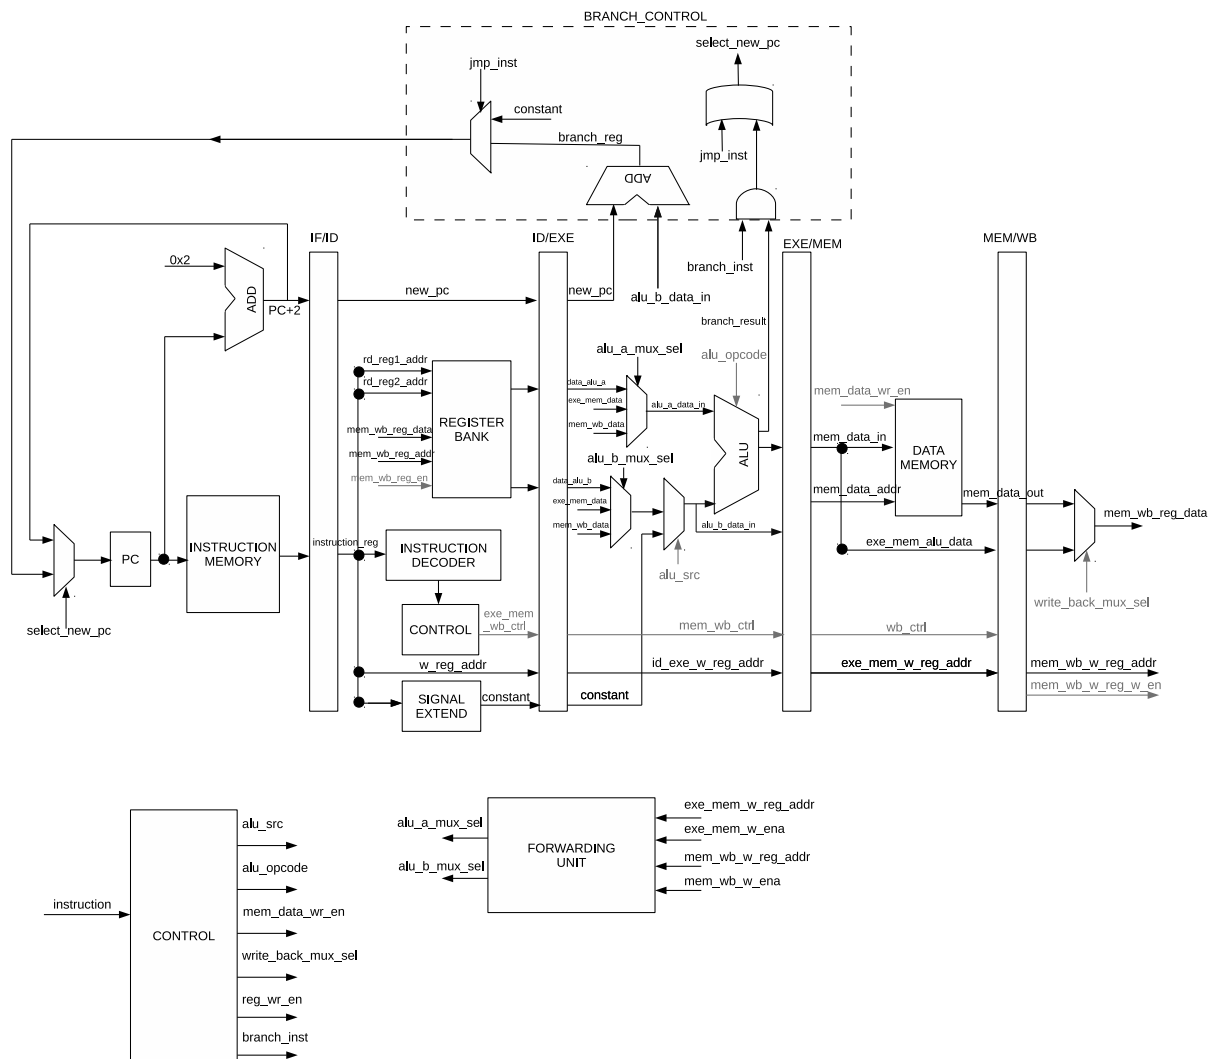 BRANCH_CONTROL
select_new_pc
jmp_inst
constant
branch_reg
jmp_inst
ADD
IF/ID
ID/EXE
EXE/MEM
MEM/WB
0x2
ADD
PC+2
new_pc
new_pc
alu_b_data_in
branch_inst
branch_result
alu_a_mux_sel
alu_opcode
rd_reg1_addr
rd_reg2_addr
REGISTER
BANK
mem_wb_reg_data
mem_wb_reg_addr
mem_wb_reg_en
data_alu_a
exe_mem_data
mem_wb_data
alu_a_data_in
alu_b_mux_sel
data_alu_b
exe_mem_data
mem_wb_data
ALU
alu_b_data_in
alu_src
mem_data_wr_en
mem_data_in
DATA
MEMORY
mem_data_addr
mem_data_out
mem_wb_reg_data
exe_mem_alu_data
write_back_mux_sel
PC
INSTRUCTION
MEMORY
select_new_pc
instruction_reg
INSTRUCTION
DECODER
CONTROL
exe_mem
_wb_ctrl
mem_wb_ctrl
wb_ctrl
w_reg_addr
id_exe_w_reg_addr
exe_mem_w_reg_addr
mem_wb_w_reg_addr
mem_wb_w_reg_w_en
SIGNAL
EXTEND
constant
constant
instruction
CONTROL
alu_src
alu_opcode
mem_data_wr_en
write_back_mux_sel
reg_wr_en
branch_inst
alu_a_mux_sel
alu_b_mux_sel
FORWARDING
UNIT
exe_mem_w_reg_addr
exe_mem_w_ena
mem_wb_w_reg_addr
mem_wb_w_ena